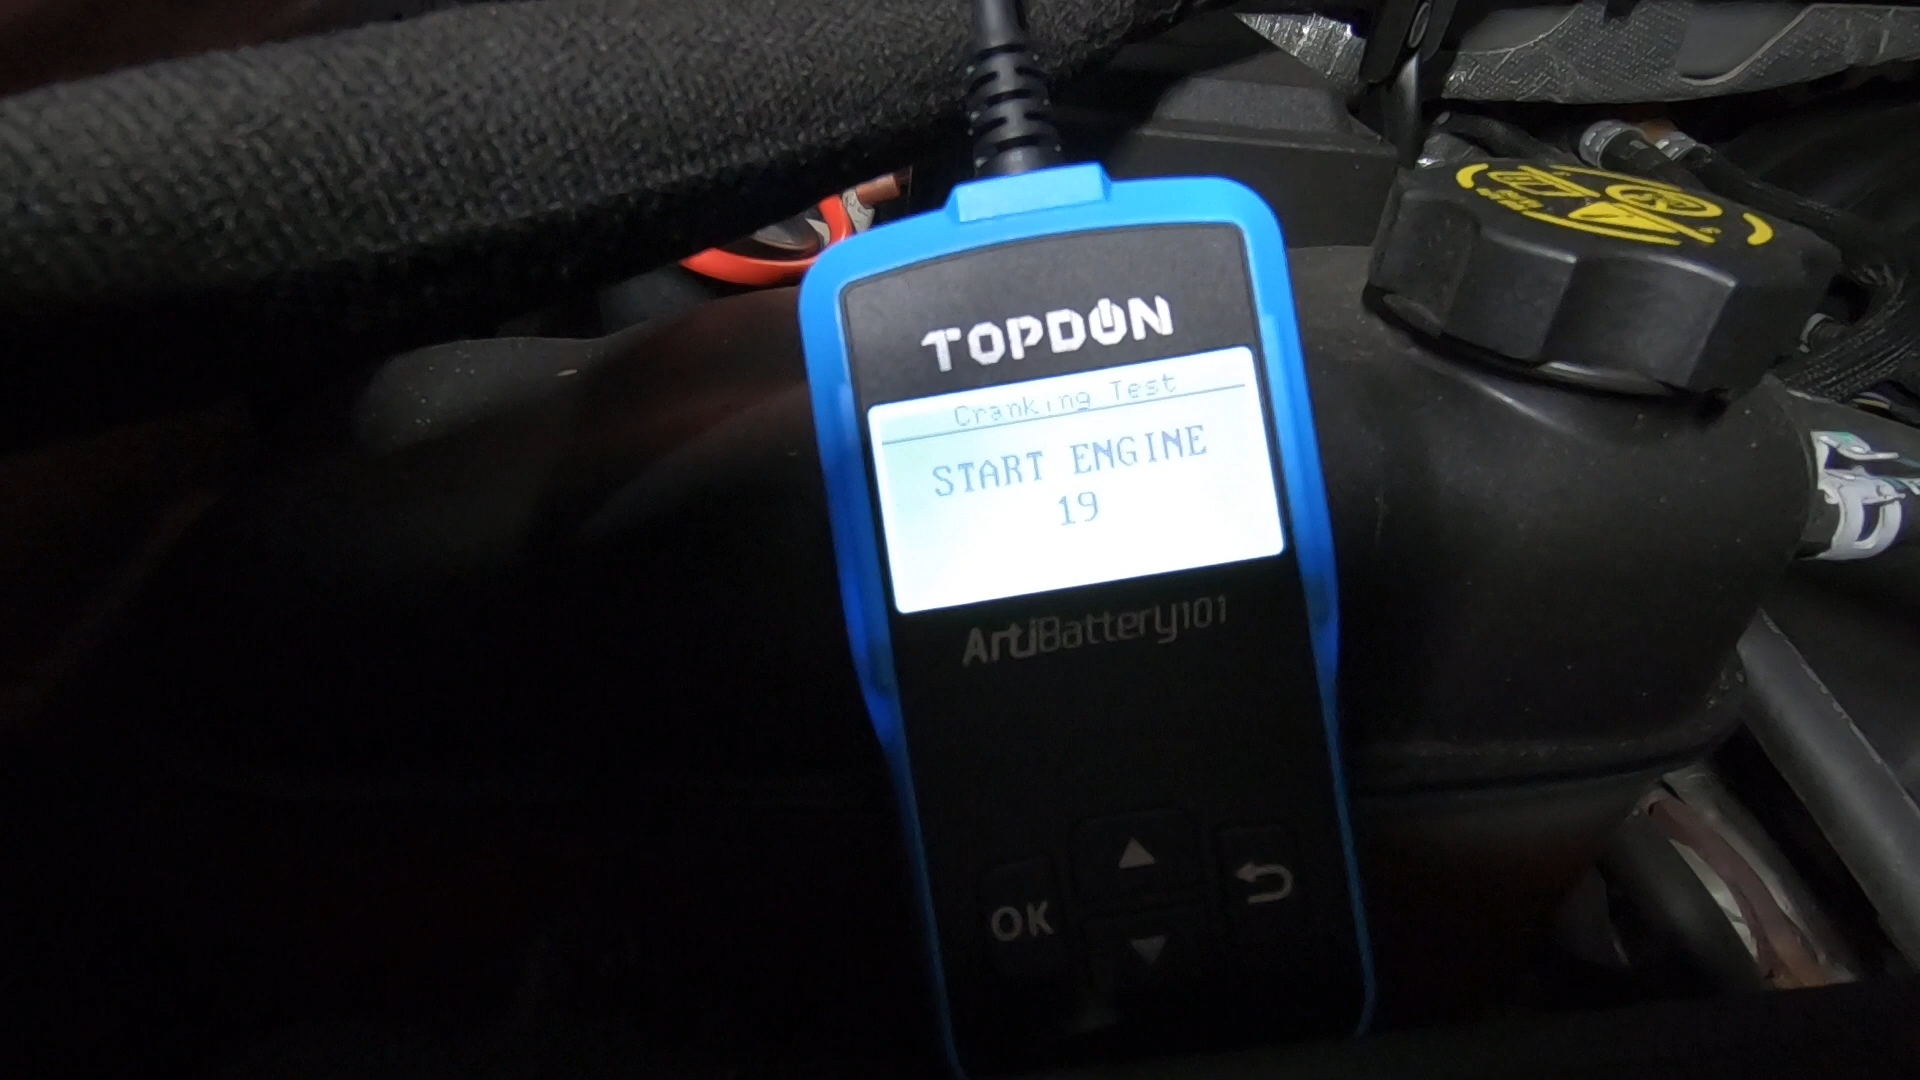 TOPDON
Cranking Test
START ENGINE
19
ArtiBattery101
OK